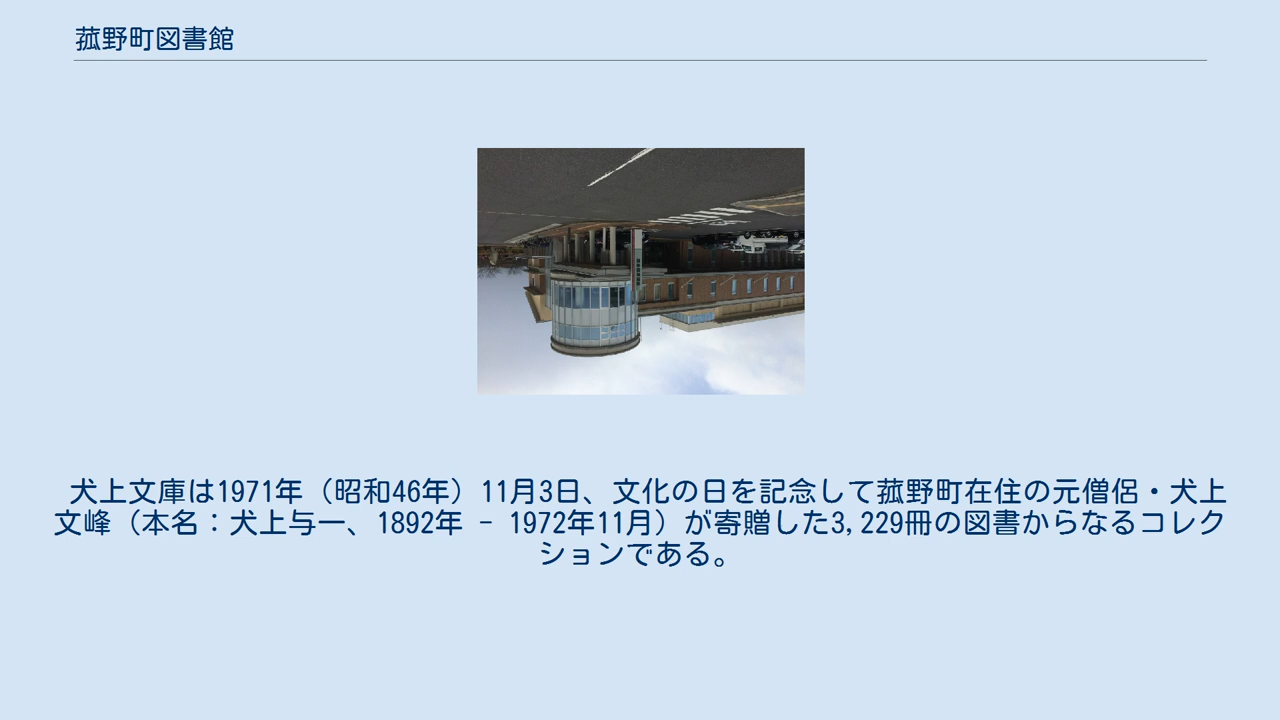 菰野町図書館
犬上文庫は1971年（昭和46年）11月3日、文化の日を記念して菰野町在住の元僧侶・犬上
文峰（本名：犬上与一、1892年 - 1972年11月）が寄贈した3,229冊の図書からなるコレク
ションである。